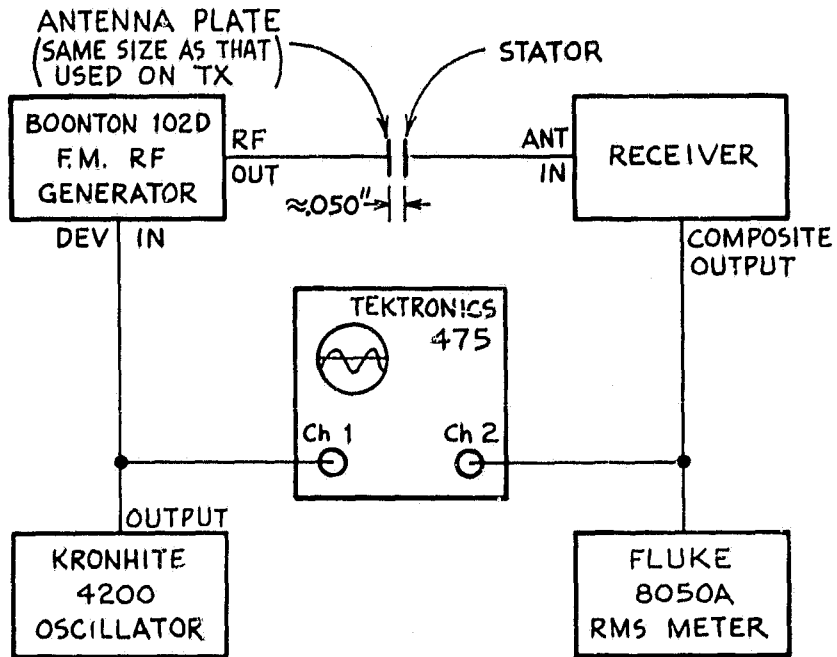 ANTENNA PLATE
(SAME SIZE AS THAT
USED ON TX)
STATOR
BOONTON 102D
F.M. RF
GENERATOR
RF
OUT
ANT
IN
RECEIVER
≈.050"
DEV IN
COMPOSITE
OUTPUT
TEKTRONICS
475
Ch 1
Ch 2
OUTPUT
KRONHITE
4200
OSCILLATOR
FLUKE
8050A
RMS METER